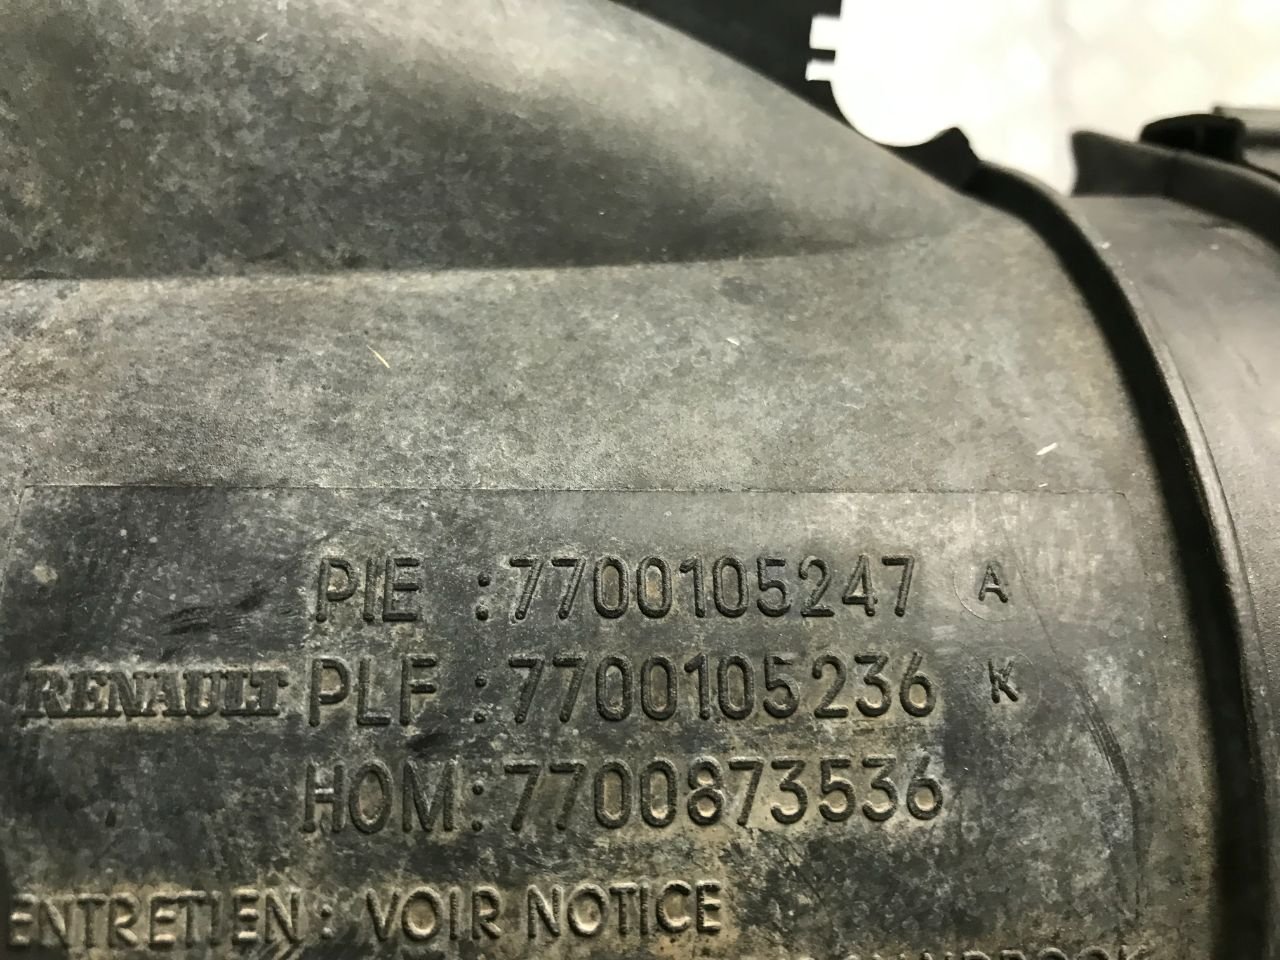 PIE : 7700105247 A
RENAULT PLF : 7700105236 K
HOM : 7700873536
ENTRETIEN : VOIR NOTICE